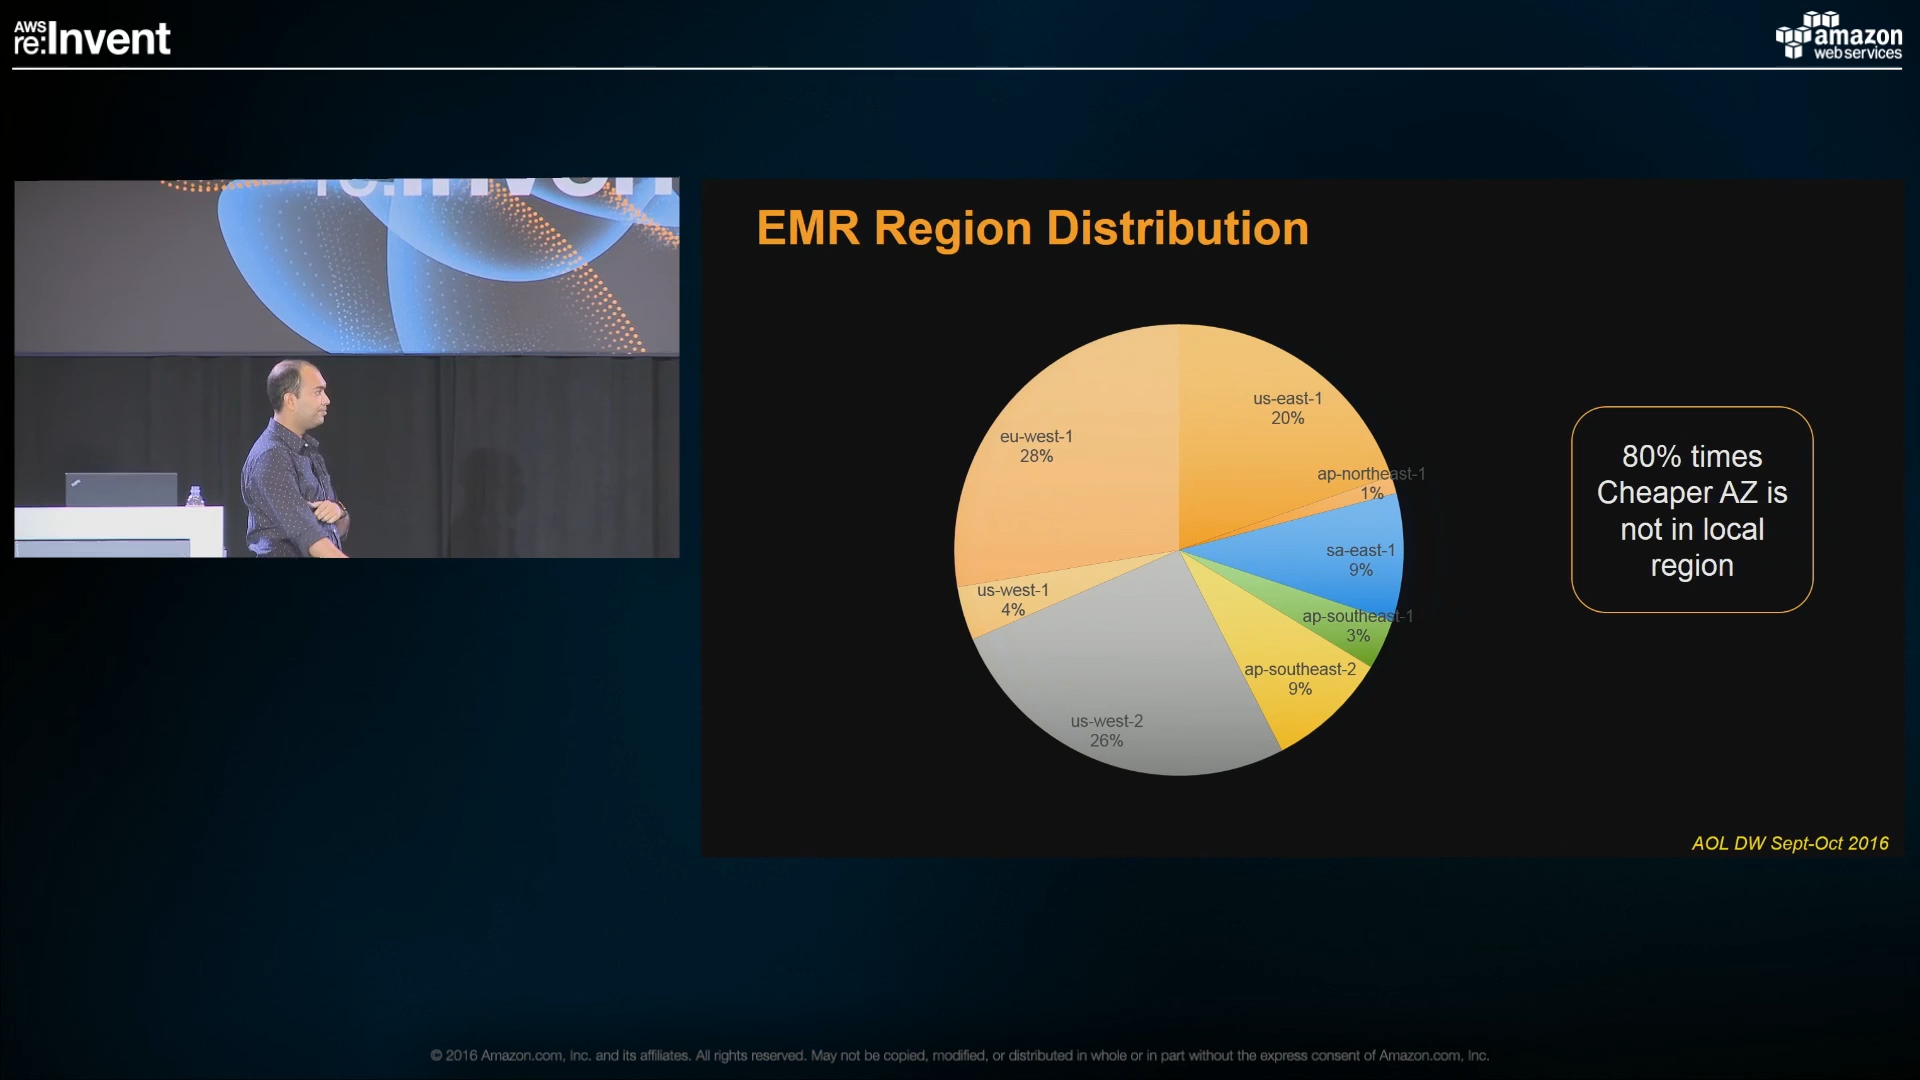 AWS
re:Invent
amazon
web services
re:Inven
EMR Region Distribution
us-east-1
20%
eu-west-1
28%
ap-northeast-1
1%
sa-east-1
9%
us-west-1
4%
ap-southeast-1
3%
ap-southeast-2
9%
us-west-2
26%
80% times
Cheaper AZ is
not in local
region
AOL DW Sept-Oct 2016
© 2016 Amazon.com, Inc. and its affiliates. All rights reserved. May not be copied, modified, or distributed in whole or in part without the express consent of Amazon.com, Inc.